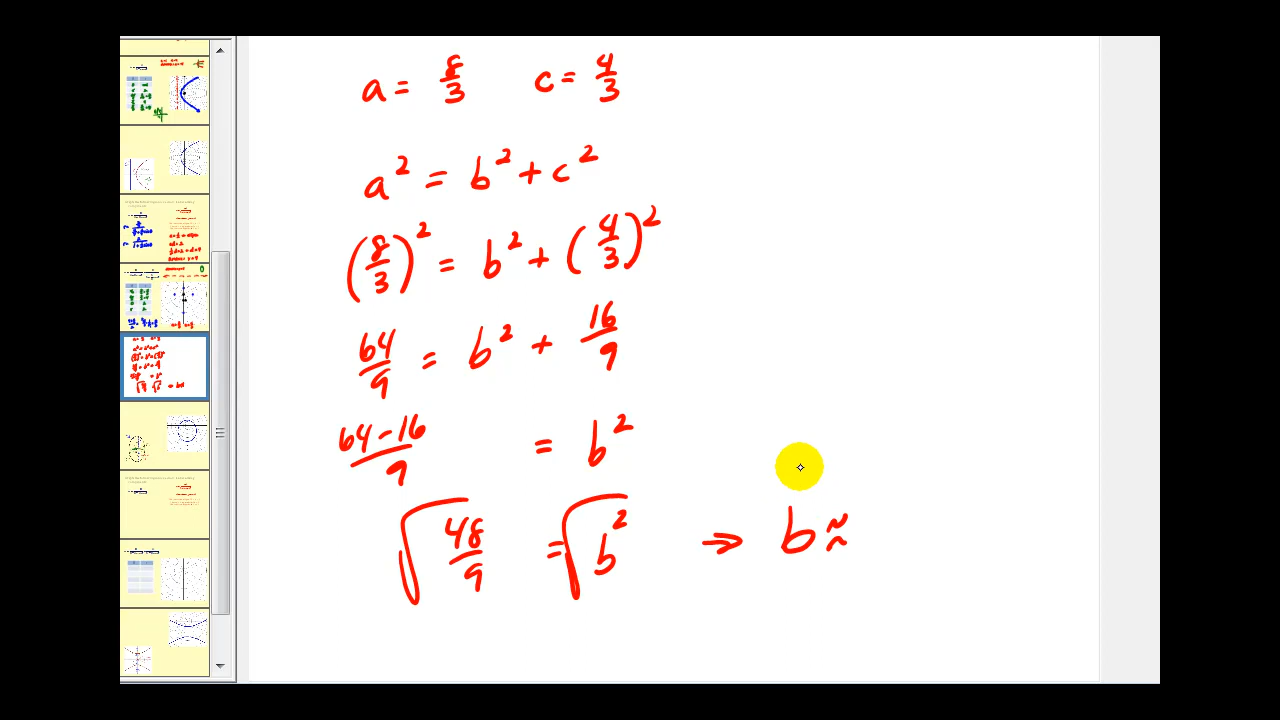 a = 8/3 c = 4/3
a² = b² + c²
(8/3)² = b² + (4/3)²
64/9 = b² + 16/9
64-16/9 = b²
√48/9 = √b² ⇒ b ≈